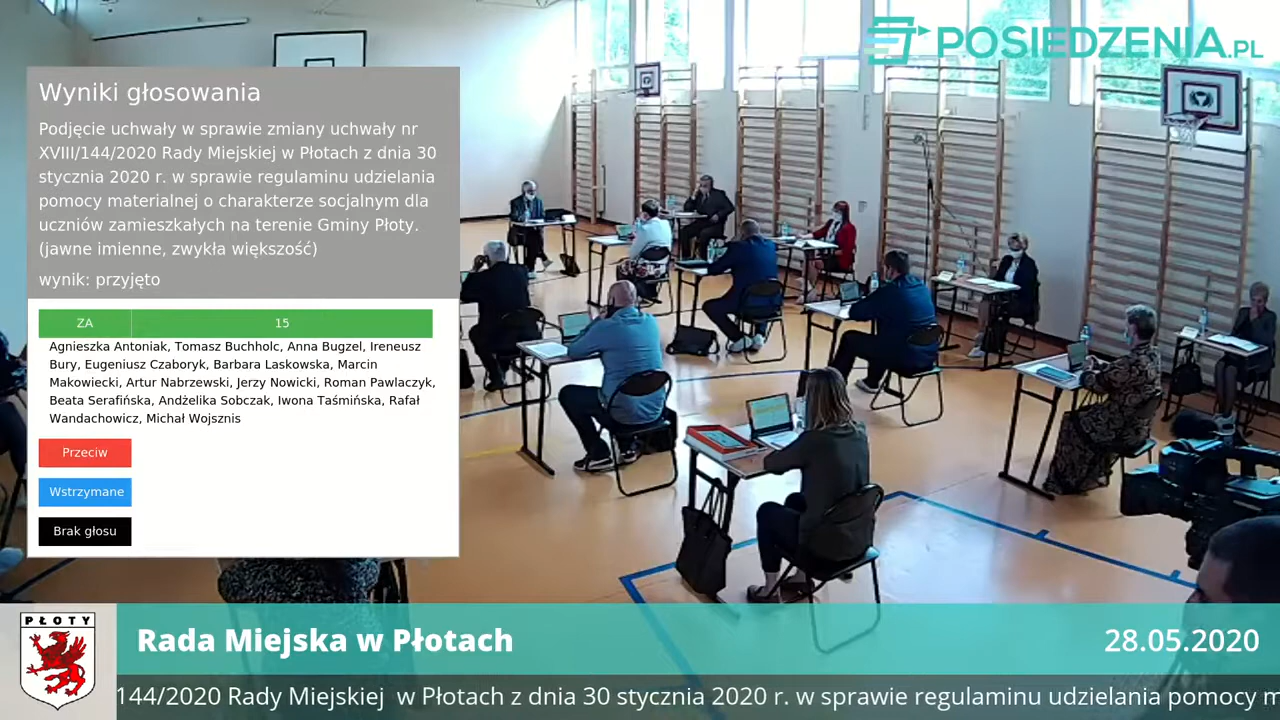 POSIEDZENIA.PL
Wyniki głosowania
Podjęcie uchwały w sprawie zmiany uchwały nr
XVIII/144/2020 Rady Miejskiej w Płotach z dnia 30
stycznia 2020 r. w sprawie regulaminu udzielania
pomocy materialnej o charakterze socjalnym dla
uczniów zamieszkałych na terenie Gminy Płoty.
(jawne imienne, zwykła większość)
wynik: przyjęto
ZA 15
Agnieszka Antoniak, Tomasz Buchholc, Anna Bugzel, Ireneusz
Bury, Eugeniusz Czaboryk, Barbara Laskowska, Marcin
Makowiecki, Artur Nabrzewski, Jerzy Nowicki, Roman Pawlaczyk,
Beata Serafińska, Andżelika Sobczak, Iwona Taśmińska, Rafał
Wandachowicz, Michał Wojsznis
Przeciw
Wstrzymane
Brak głosu
PŁOTY
Rada Miejska w Płotach
28.05.2020
144/2020 Rady Miejskiej w Płotach z dnia 30 stycznia 2020 r. w sprawie regulaminu udzielania pomocy m